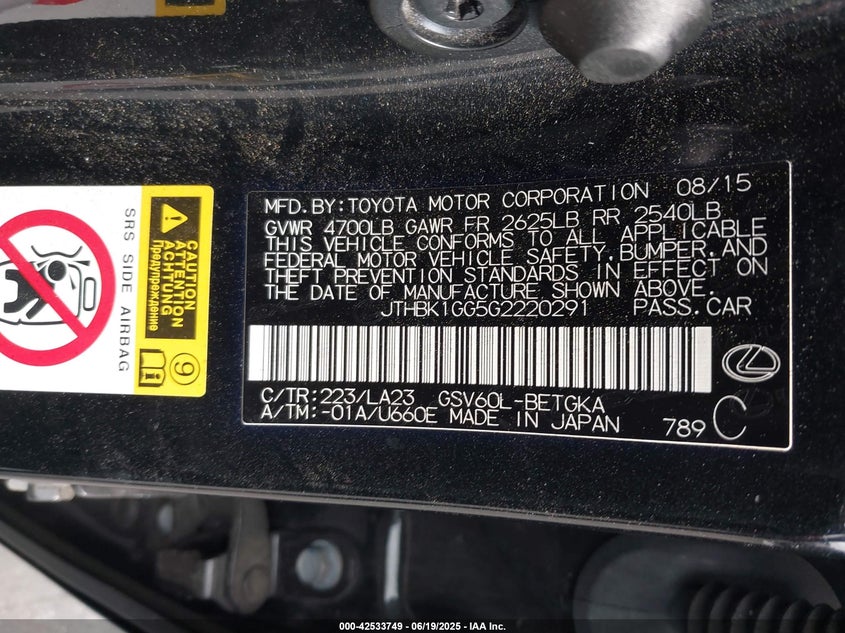 MFD.BY:TOYOTA MOTOR CORPORATION 08/15
GVWR 4700LB GAWR FR 2625LB RR 2540LB
THIS VEHICLE CONFORMS TO ALL APPLICABLE
FEDERAL MOTOR VEHICLE SAFETY,BUMPER,AND
THEFT PREVENTION STANDARDS IN EFFECT ON
THE DATE OF MANUFACTURE SHOWN ABOVE.
JTHBK1GG5G2220291 PASS.CAR
C/TR:223/LA23 GSV60L-BETGKA
A/TM:-01A/U660E MADE IN JAPAN 789 C
SRS SIDE AIRBAG
CAUTION
ATTENTION
ACHTUNG
Предупреждение
9
000-42533749 - 06/19/2025 - IAA Inc.